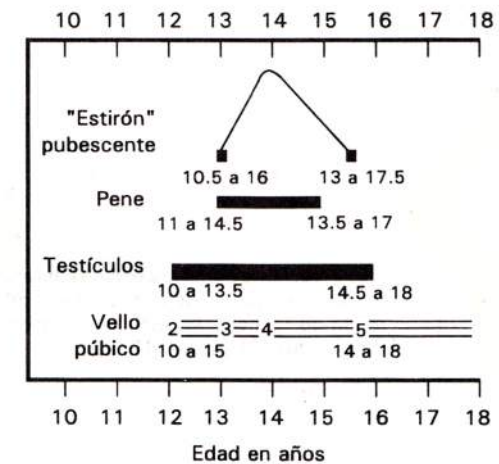 10 11 12 13 14 15 16 17 18
"Estirón"
pubescente
10.5 a 16 13 a 17.5
Pene
11 a 14.5 13.5 a 17
Testículos
10 a 13.5 14.5 a 18
Vello
púbico
2 3 4 5
10 a 15 14 a 18
10 11 12 13 14 15 16 17 18
Edad en años